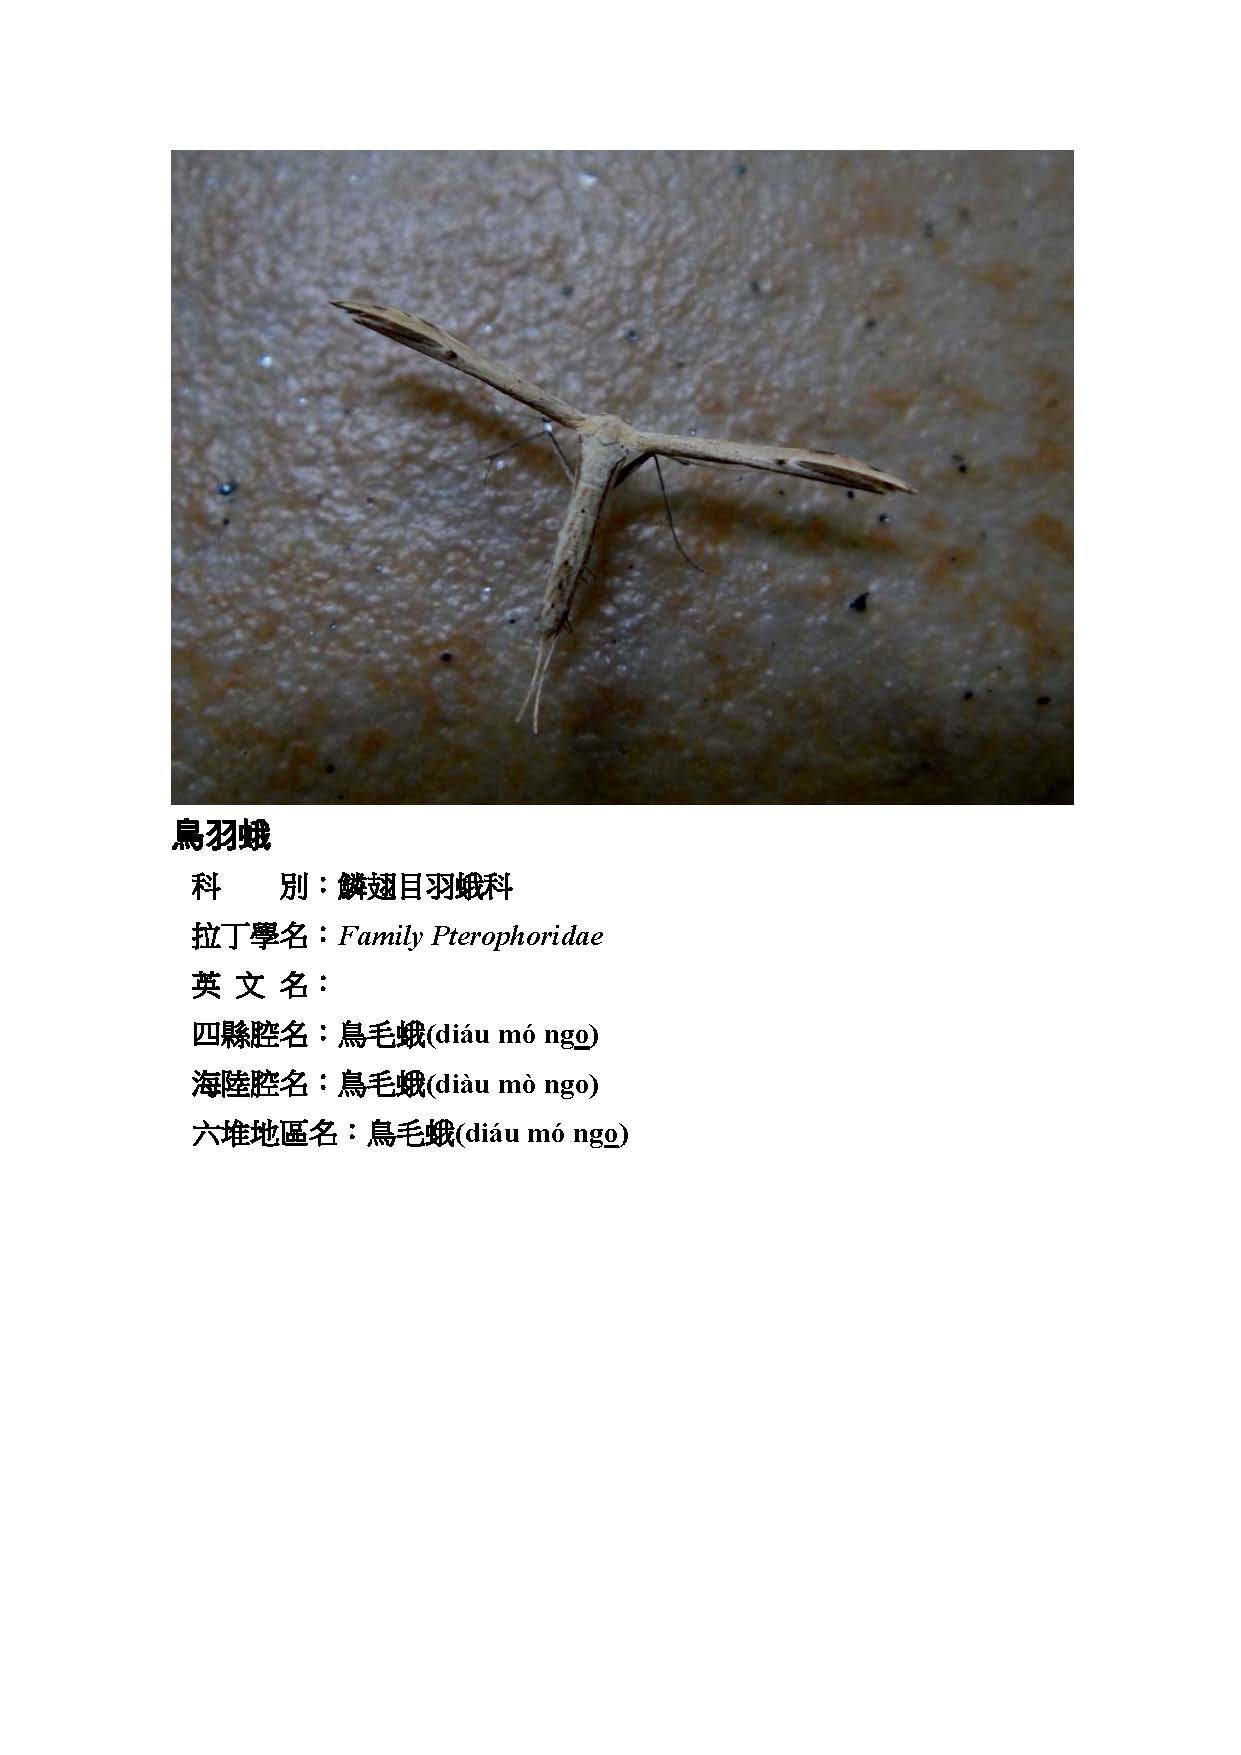 鳥羽蛾
科　　別：鱗翅目羽蛾科
拉丁學名：Family Pterophoridae
英 文 名：
四縣腔名：鳥毛蛾(diáu mó ngo)
海陸腔名：鳥毛蛾(diàu mò ngo)
六堆地區名：鳥毛蛾(diáu mó ngo)